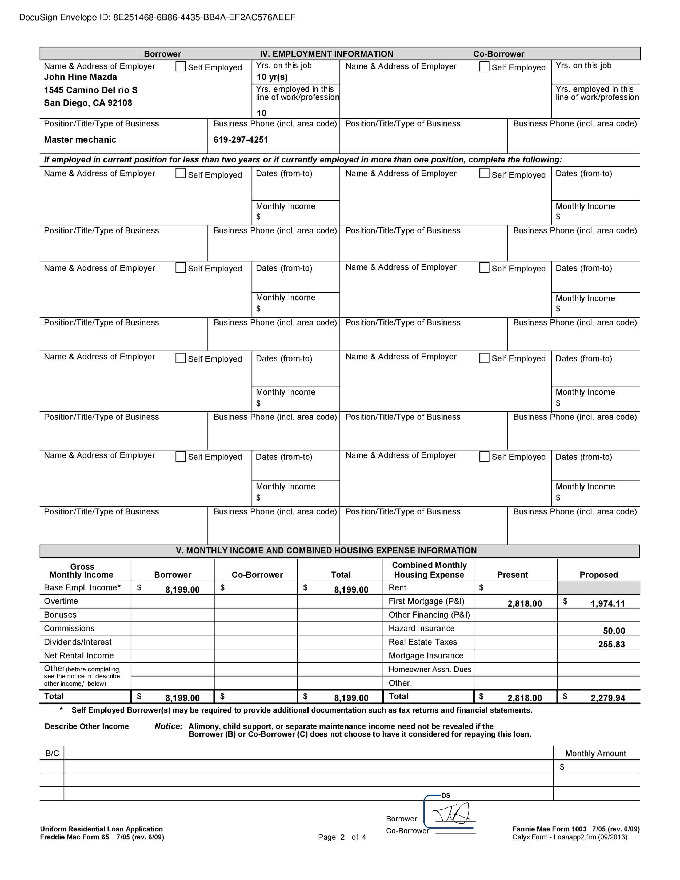 DocuSign Envelope ID: 8E251468-6B86-4435-BB4A-EF2AC576AEEF
Borrower IV. EMPLOYMENT INFORMATION Co-Borrower
Name & Address of Employer Self Employed Yrs. on this job Name & Address of Employer Self Employed Yrs. on this job
John Hine Mazda 10 yr(s)
1545 Camino Del rio S Yrs. employed in this line of work/profession Yrs. employed in this line of work/profession
San Diego, CA 92108
10
Position/Title/Type of Business Business Phone (incl. area code) Position/Title/Type of Business Business Phone (incl. area code)
Master mechanic 619-297-4251
If employed in current position for less than two years or if currently employed in more than one position, complete the following:
Name & Address of Employer Self Employed Dates (from-to) Name & Address of Employer Self Employed Dates (from-to)
Monthly Income Monthly Income
$ $
Position/Title/Type of Business Business Phone (incl. area code) Position/Title/Type of Business Business Phone (incl. area code)
Name & Address of Employer Self Employed Dates (from-to) Name & Address of Employer Self Employed Dates (from-to)
Monthly Income Monthly Income
$ $
Position/Title/Type of Business Business Phone (incl. area code) Position/Title/Type of Business Business Phone (incl. area code)
Name & Address of Employer Self Employed Dates (from-to) Name & Address of Employer Self Employed Dates (from-to)
Monthly Income Monthly Income
$ $
Position/Title/Type of Business Business Phone (incl. area code) Position/Title/Type of Business Business Phone (incl. area code)
Name & Address of Employer Self Employed Dates (from-to) Name & Address of Employer Self Employed Dates (from-to)
Monthly Income Monthly Income
$ $
Position/Title/Type of Business Business Phone (incl. area code) Position/Title/Type of Business Business Phone (incl. area code)
V. MONTHLY INCOME AND COMBINED HOUSING EXPENSE INFORMATION
Gross Monthly Income Borrower Co-Borrower Total Combined Monthly Housing Expense Present Proposed
Base Empl. Income* $ 8,199.00 $ $ 8,199.00 Rent $
Overtime First Mortgage (P&I) 2,818.00 $ 1,974.11
Bonuses Other Financing (P&I)
Commissions Hazard Insurance 50.00
Dividends/Interest Real Estate Taxes 255.83
Net Rental Income Mortgage Insurance
Other (before completing, see the notice in "describe other income," below) Homeowner Assn. Dues
Other:
Total $ 8,199.00 $ $ 8,199.00 Total $ 2,818.00 $ 2,279.94
* Self Employed Borrower(s) may be required to provide additional documentation such as tax returns and financial statements.
Describe Other Income Notice: Alimony, child support, or separate maintenance income need not be revealed if the
Borrower (B) or Co-Borrower (C) does not choose to have it considered for repaying this loan.
B/C Monthly Amount
$
DS
Borrower
Co-Borrower
Uniform Residential Loan Application Fannie Mae Form 1003 7/05 (rev. 6/09)
Freddie Mac Form 65 7/05 (rev. 6/09) Page 2 of 4 Calyx Form - Loanapp2.frm (09/2013)